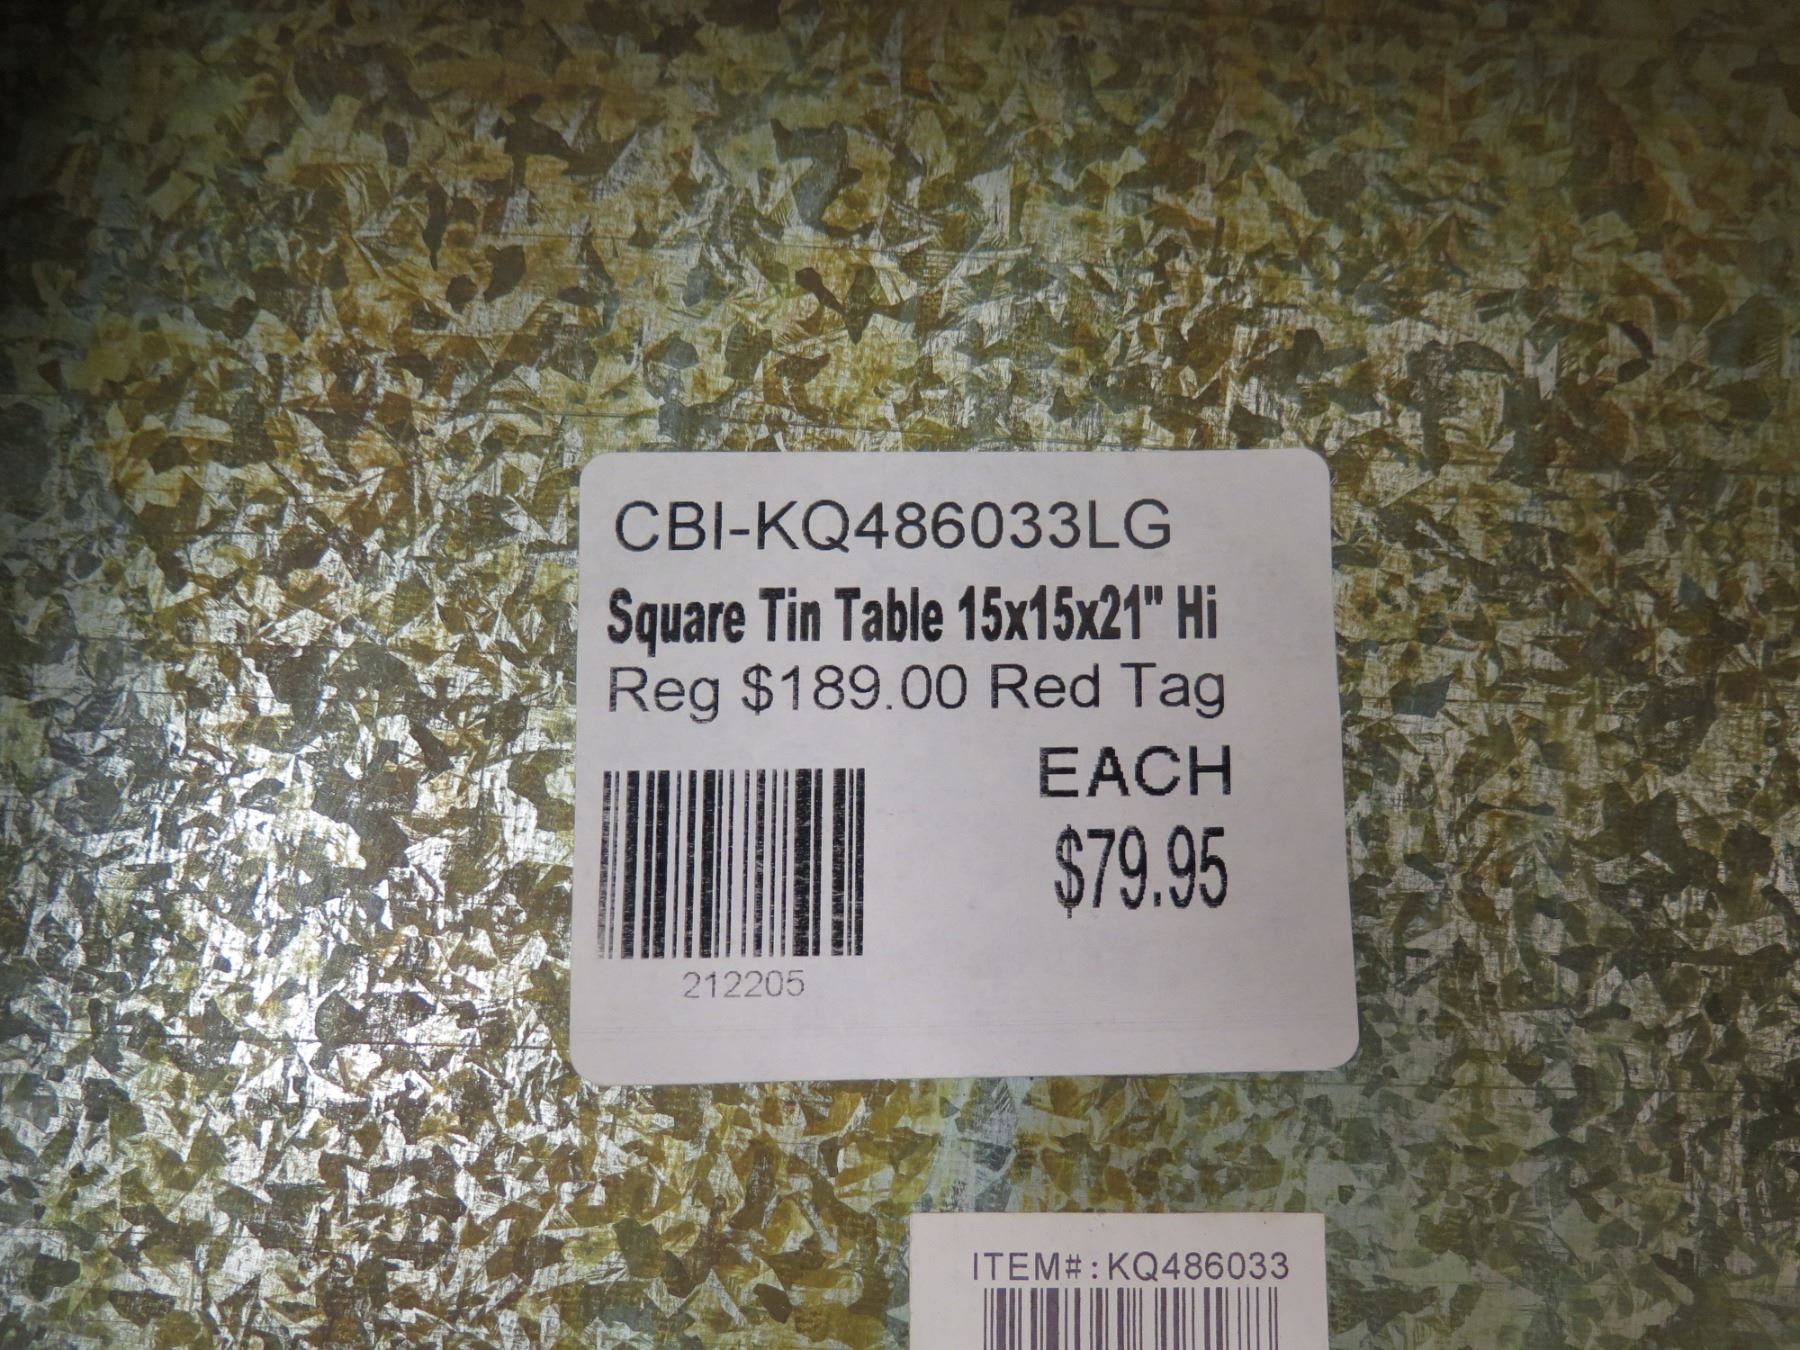 CBI-KQ486033LG
Square Tin Table 15x15x21" Hi
Reg $189.00 Red Tag
EACH
$79.95
212205
ITEM#:KQ486033